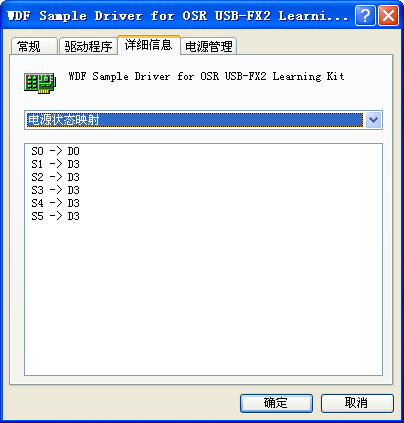 WDF Sample Driver for OSR USB-FX2 Learni...
常规 驱动程序 详细信息 电源管理
WDF Sample Driver for OSR USB-FX2 Learning Kit
电源状态映射
S0 -> D0
S1 -> D3
S2 -> D3
S3 -> D3
S4 -> D3
S5 -> D3
确定 取消